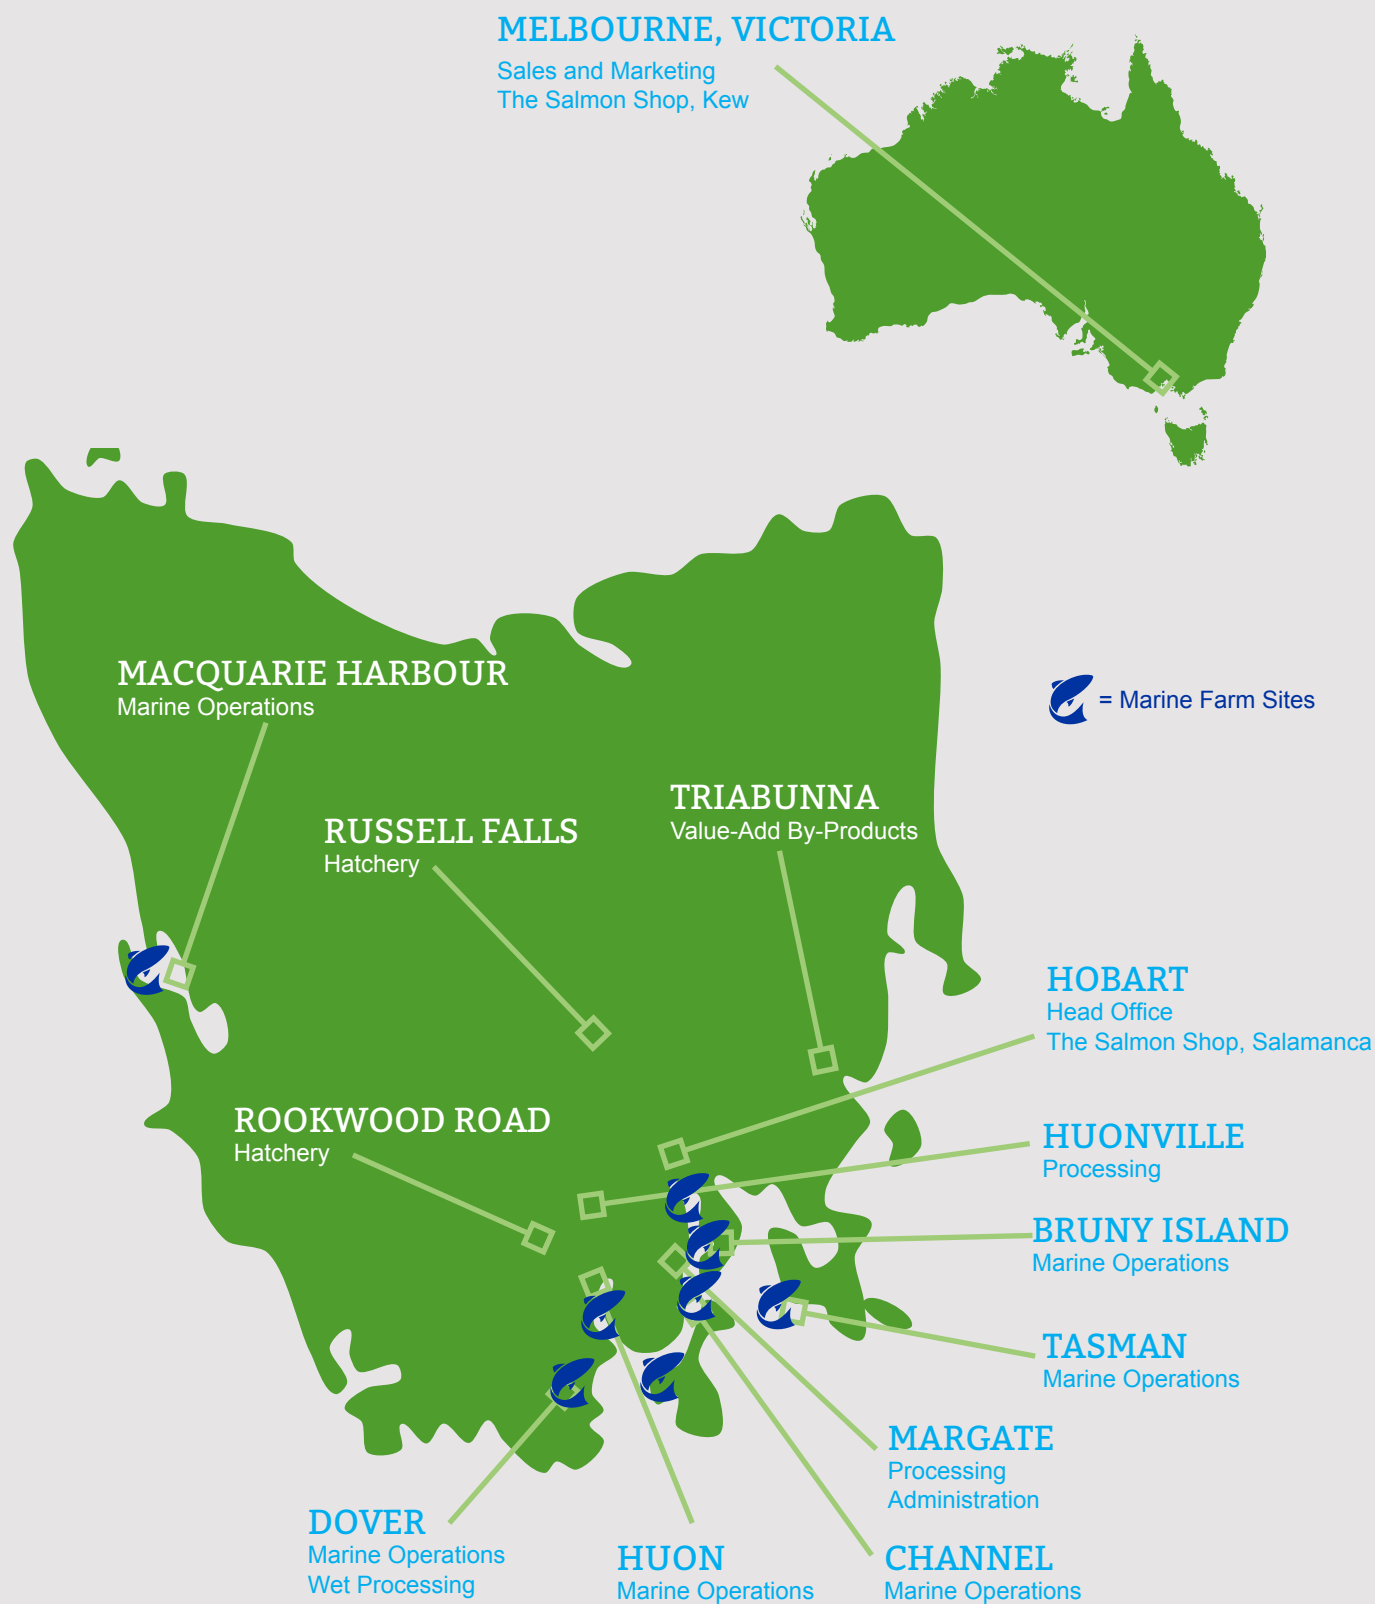 MELBOURNE, VICTORIA
Sales and Marketing
The Salmon Shop, Kew
MACQUARIE HARBOUR
Marine Operations
= Marine Farm Sites
TRIABUNNA
Value-Add By-Products
RUSSELL FALLS
Hatchery
HOBART
Head Office
The Salmon Shop, Salamanca
ROOKWOOD ROAD
Hatchery
HUONVILLE
Processing
BRUNY ISLAND
Marine Operations
TASMAN
Marine Operations
MARGATE
Processing
Administration
DOVER
Marine Operations
Wet Processing
HUON
Marine Operations
CHANNEL
Marine Operations